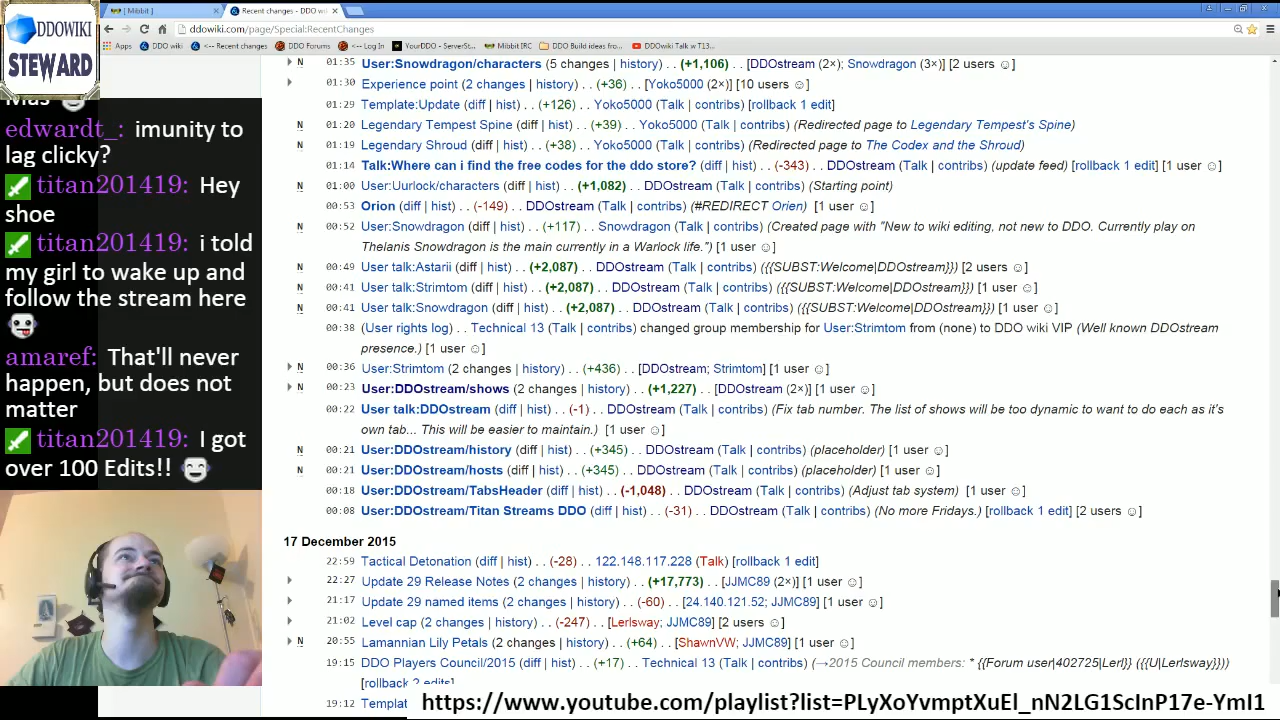 DDOWIKI
STEWARD
[ Mibbit ]
Recent changes - DDO wi
ddowiki.com/page/Special:RecentChanges
Apps
DDO wiki
<-- Recent changes
DDO Forums
<-- Log In
YourDDO - ServerSt...
Mibbit IRC
DDO Build ideas fro...
DDOwiki Talk w T13...
Mas
edwardt_: imunity to
lag clicky?
titan201419: Hey
shoe
titan201419: i told
my girl to wake up and
follow the stream here
amaref: That'll never
happen, but does not
matter
titan201419: I got
over 100 Edits!!
N 01:35 User:Snowdragon/characters (5 changes | history) . . (+1,106) . . [DDOstream (2×); Snowdragon (3×)] [2 users ☺]
01:30 Experience point (2 changes | history) . . (+36) . . [Yoko5000 (2×)] [10 users ☺]
01:29 Template:Update (diff | hist) . . (+126) . . Yoko5000 (Talk | contribs) [rollback 1 edit]
N 01:20 Legendary Tempest Spine (diff | hist) . . (+39) . . Yoko5000 (Talk | contribs) (Redirected page to Legendary Tempest's Spine)
N 01:19 Legendary Shroud (diff | hist) . . (+38) . . Yoko5000 (Talk | contribs) (Redirected page to The Codex and the Shroud)
01:14 Talk:Where can i find the free codes for the ddo store? (diff | hist) . . (-343) . . DDOstream (Talk | contribs) (update feed) [rollback 1 edit] [1 user ☺]
N 01:00 User:Uurlock/characters (diff | hist) . . (+1,082) . . DDOstream (Talk | contribs) (Starting point)
00:53 Orion (diff | hist) . . (-149) . . DDOstream (Talk | contribs) (#REDIRECT Orien) [1 user ☺]
N 00:52 User:Snowdragon (diff | hist) . . (+117) . . Snowdragon (Talk | contribs) (Created page with "New to wiki editing, not new to DDO. Currently play on
Thelanis Snowdragon is the main currently in a Warlock life.") [1 user ☺]
N 00:49 User talk:Astarii (diff | hist) . . (+2,087) . . DDOstream (Talk | contribs) ({{SUBST:Welcome|DDOstream}}) [2 users ☺]
N 00:41 User talk:Strimtom (diff | hist) . . (+2,087) . . DDOstream (Talk | contribs) ({{SUBST:Welcome|DDOstream}}) [1 user ☺]
N 00:41 User talk:Snowdragon (diff | hist) . . (+2,087) . . DDOstream (Talk | contribs) ({{SUBST:Welcome|DDOstream}}) [1 user ☺]
00:38 (User rights log) . . Technical 13 (Talk | contribs) changed group membership for User:Strimtom from (none) to DDO wiki VIP (Well known DDOstream
presence.) [1 user ☺]
N 00:36 User:Strimtom (2 changes | history) . . (+436) . . [DDOstream; Strimtom] [1 user ☺]
N 00:23 User:DDOstream/shows (2 changes | history) . . (+1,227) . . [DDOstream (2×)] [1 user ☺]
00:22 User talk:DDOstream (diff | hist) . . (-1) . . DDOstream (Talk | contribs) (Fix tab number. The list of shows will be too dynamic to want to do each as it's
own tab... This will be easier to maintain.) [1 user ☺]
N 00:21 User:DDOstream/history (diff | hist) . . (+345) . . DDOstream (Talk | contribs) (placeholder) [1 user ☺]
N 00:21 User:DDOstream/hosts (diff | hist) . . (+345) . . DDOstream (Talk | contribs) (placeholder) [1 user ☺]
00:18 User:DDOstream/TabsHeader (diff | hist) . . (-1,048) . . DDOstream (Talk | contribs) (Adjust tab system) [1 user ☺]
00:08 User:DDOstream/Titan Streams DDO (diff | hist) . . (-31) . . DDOstream (Talk | contribs) (No more Fridays.) [rollback 1 edit] [2 users ☺]
17 December 2015
22:59 Tactical Detonation (diff | hist) . . (-28) . . 122.148.117.228 (Talk) [rollback 1 edit]
22:27 Update 29 Release Notes (2 changes | history) . . (+17,773) . . [JJMC89 (2×)] [1 user ☺]
21:17 Update 29 named items (2 changes | history) . . (-60) . . [24.140.121.52; JJMC89] [1 user ☺]
21:02 Level cap (2 changes | history) . . (-247) . . [Lerlsway; JJMC89] [2 users ☺]
N 20:55 Lamannian Lily Petals (2 changes | history) . . (+64) . . [ShawnVW; JJMC89] [1 user ☺]
19:15 DDO Players Council/2015 (diff | hist) . . (+17) . . Technical 13 (Talk | contribs) (→2015 Council members: * {{Forum user|402725|Lerl}} ({{U|Lerlsway}}))
[rollback 2 edits]
19:12 Templat
https://www.youtube.com/playlist?list=PLyXoYvmptXuEl_nN2LG1ScInP17e-YmI1